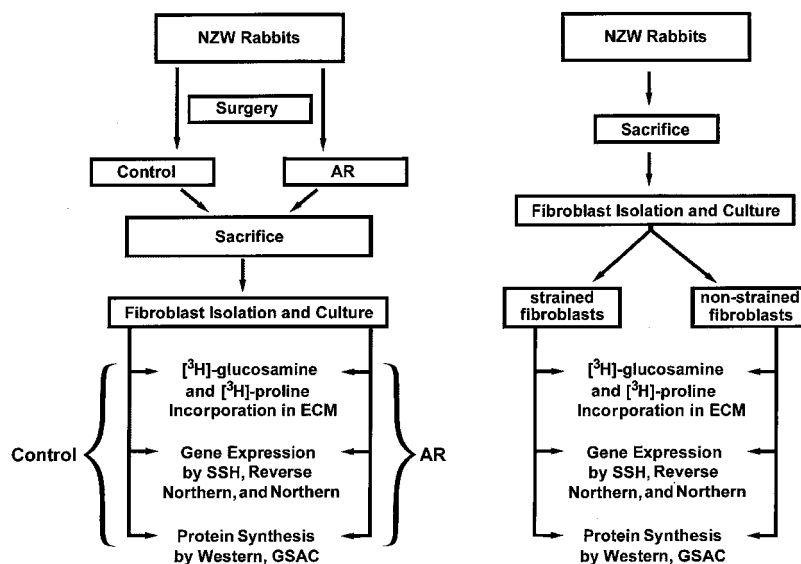 NZW Rabbits
Surgery
Control
AR
Sacrifice
Fibroblast Isolation and Culture
[³H]-glucosamine
and [³H]-proline
Incorporation in ECM
Gene Expression
by SSH, Reverse
Northern, and Northern
Protein Synthesis
by Western, GSAC
Control
AR
NZW Rabbits
Sacrifice
Fibroblast Isolation and Culture
strained
fibroblasts
non-strained
fibroblasts
[³H]-glucosamine
and [³H]-proline
Incorporation in ECM
Gene Expression
by SSH, Reverse
Northern, and Northern
Protein Synthesis
by Western, GSAC